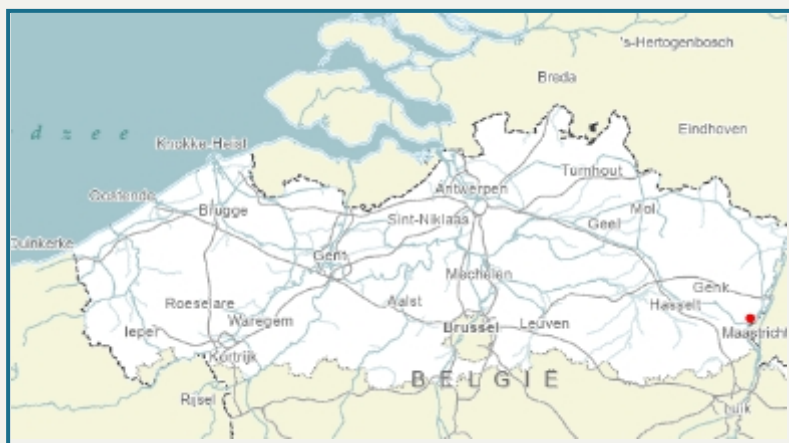 's-Hertogenbosch
Breda
d z e e
Eindhoven
Knokke-Heist
Turnhout
Antwerpen
Oostende
Mol
Brugge
Sint-Niklaas
Geel
Duinkerke
Gent
Mechelen
Genk
Roeselare
Aalst
Hasselt
Waregem
Brussel
Leuven
Ieper
Maastricht
Kortrijk
BELGIË
Rijsel
Luik